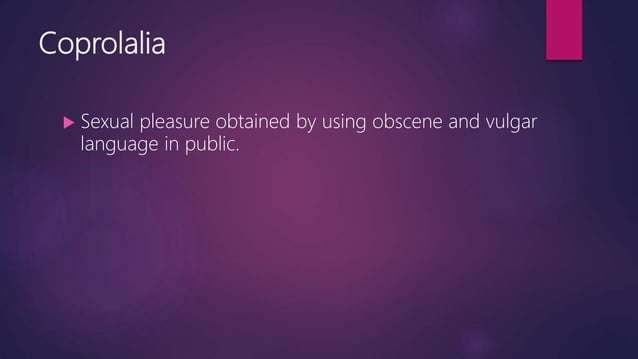 Coprolalia
Sexual pleasure obtained by using obscene and vulgar
language in public.